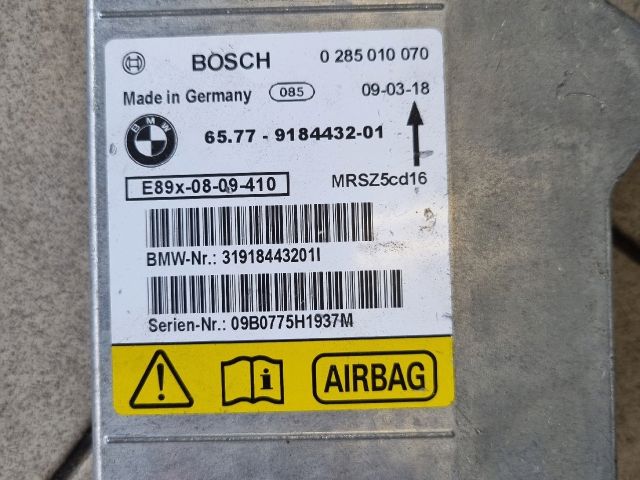 BOSCH 0 285 010 070
Made in Germany 085 09-03-18
BMW
65.77 - 9184432-01
E89x-08-09-410 MRSZ5cd16
BMW-Nr.: 31918443201I
Serien-Nr.: 09B0775H1937M
AIRBAG